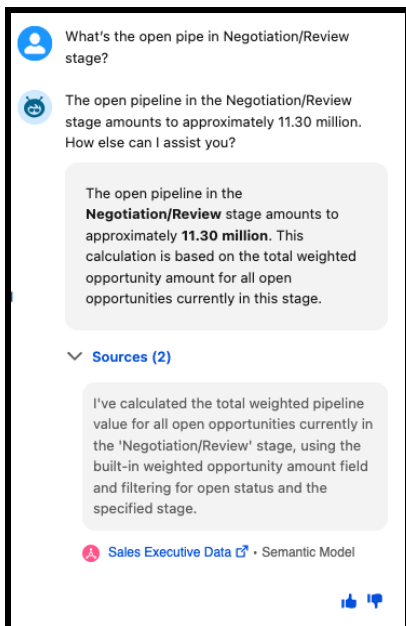 What's the open pipe in Negotiation/Review
stage?
The open pipeline in the Negotiation/Review
stage amounts to approximately 11.30 million.
How else can I assist you?
The open pipeline in the
Negotiation/Review stage amounts to
approximately 11.30 million. This
calculation is based on the total weighted
opportunity amount for all open
opportunities currently in this stage.
Sources (2)
I've calculated the total weighted pipeline
value for all open opportunities currently in
the 'Negotiation/Review' stage, using the
built-in weighted opportunity amount field
and filtering for open status and the
specified stage.
Sales Executive Data • Semantic Model